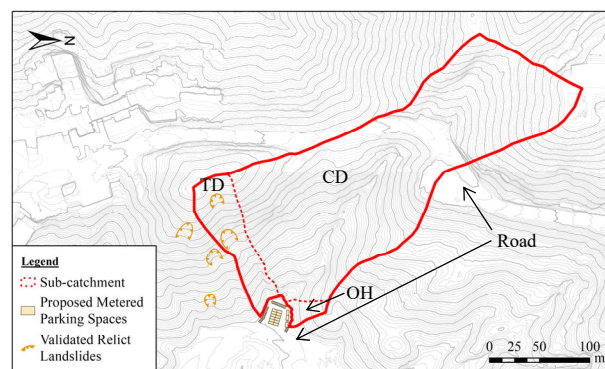 N
TD
CD
Road
OH
Legend
Sub-catchment
Proposed Metered
Parking Spaces
Validated Relict
Landslides
0 25 50 100
m